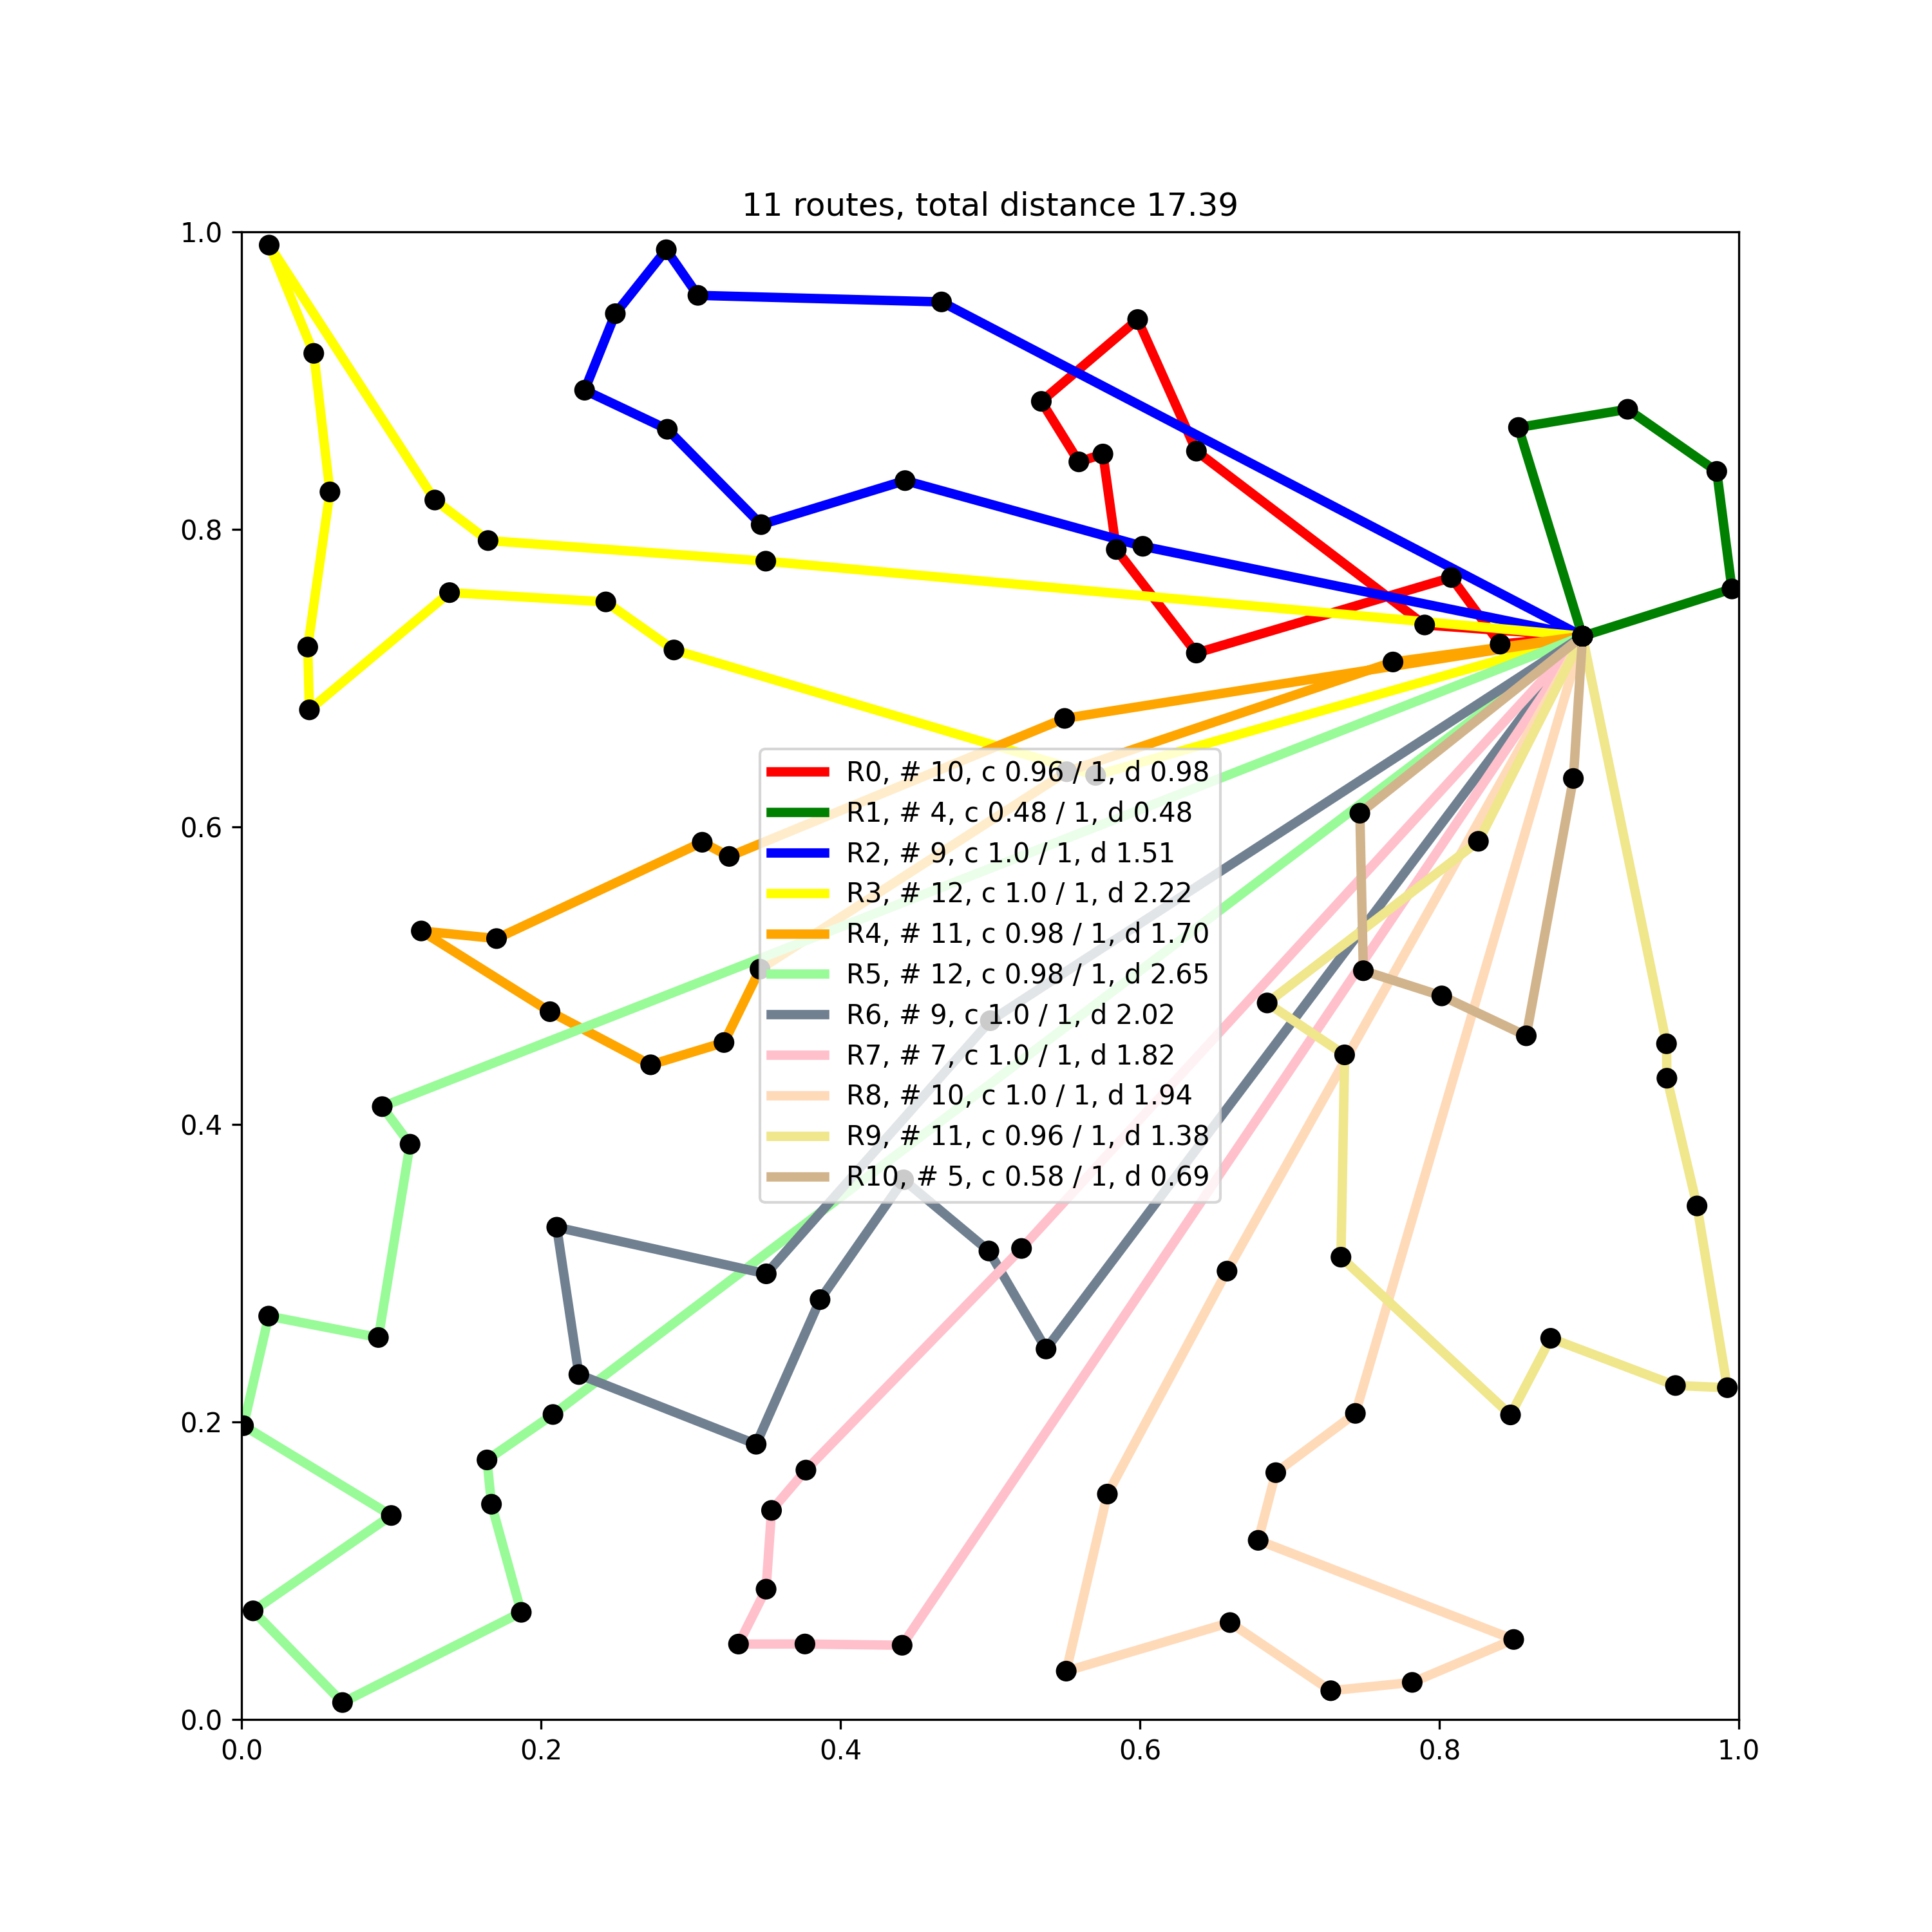 11 routes, total distance 17.39
1.0
0.8
0.6
0.4
0.2
0.0
R0, # 10, c 0.96 / 1, d 0.98
R1, # 4, c 0.48 / 1, d 0.48
R2, # 9, c 1.0 / 1, d 1.51
R3, # 12, c 1.0 / 1, d 2.22
R4, # 11, c 0.98 / 1, d 1.70
R5, # 12, c 0.98 / 1, d 2.65
R6, # 9, c 1.0 / 1, d 2.02
R7, # 7, c 1.0 / 1, d 1.82
R8, # 10, c 1.0 / 1, d 1.94
R9, # 11, c 0.96 / 1, d 1.38
R10, # 5, c 0.58 / 1, d 0.69
0.0 0.2 0.4 0.6 0.8 1.0